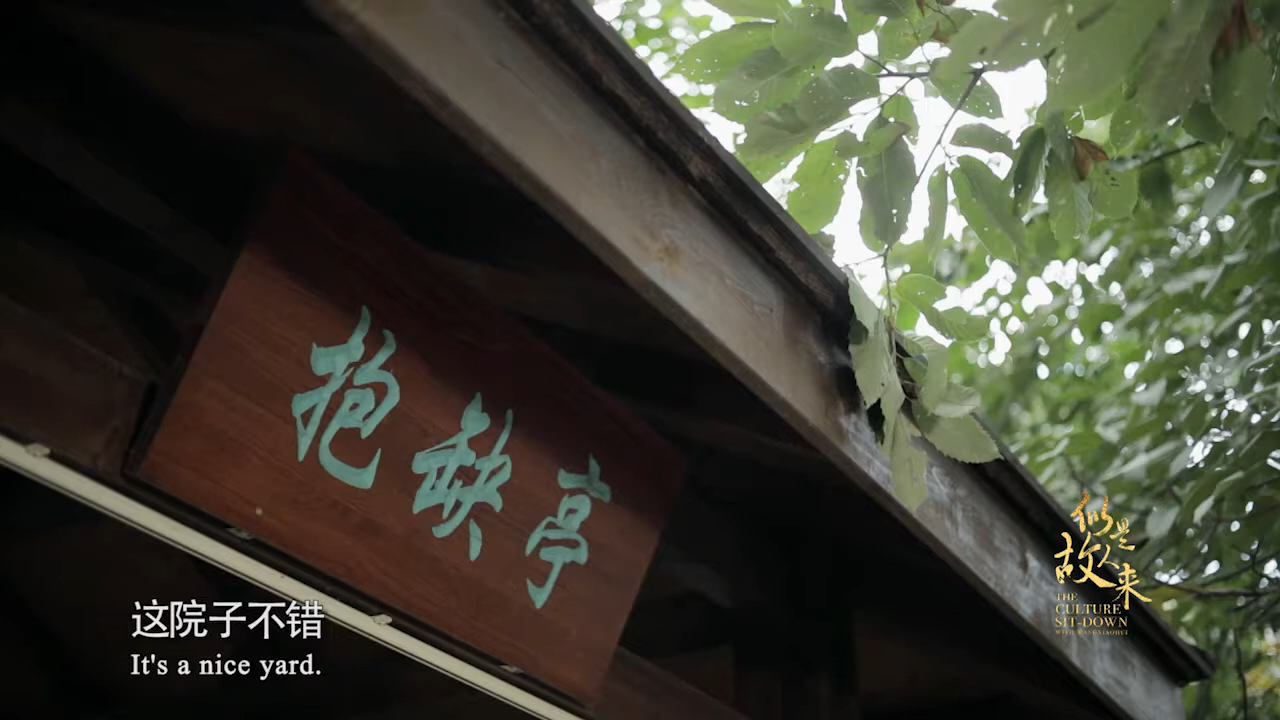 抱缺亭
这院子不错
It's a nice yard.
似是
故人来
THE
CULTURE
SIT-DOWN